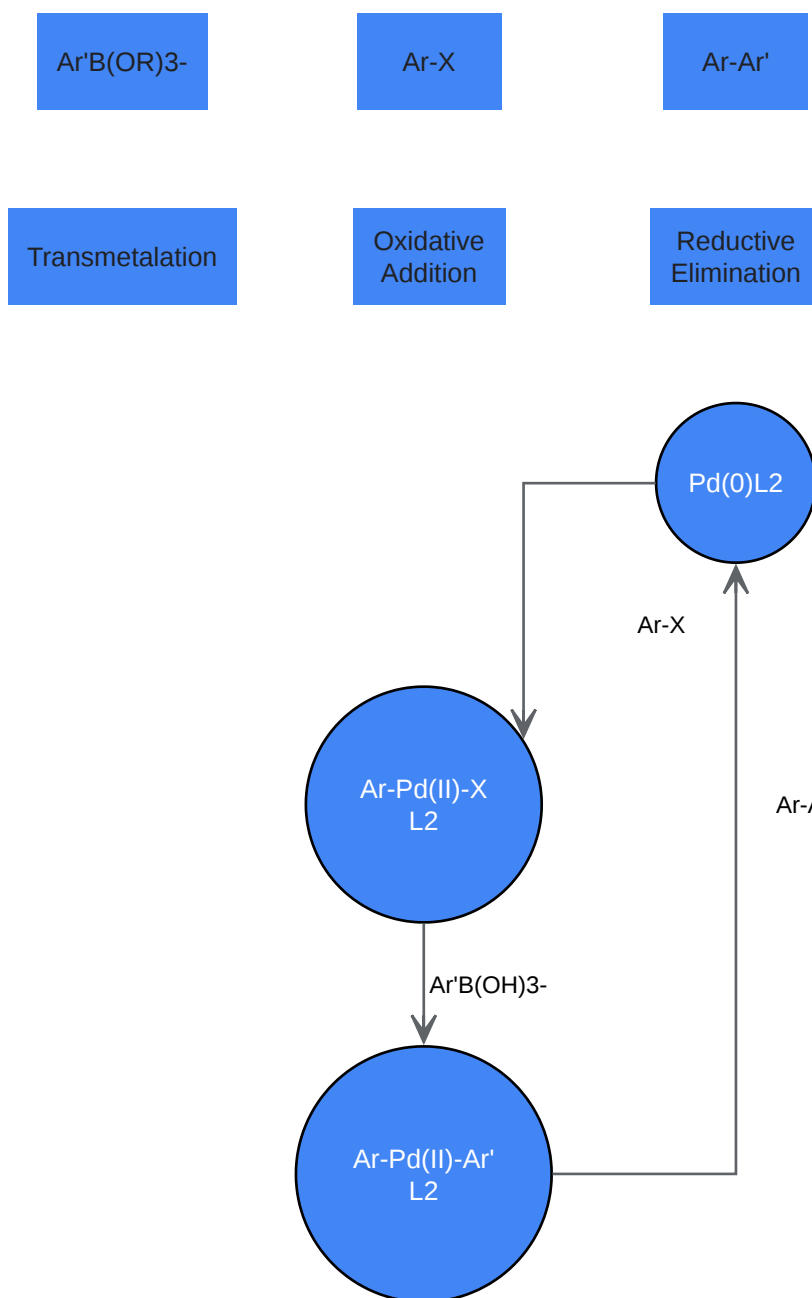 Ar'B(OR)3-
Ar-X
Ar-Ar'
Transmetalation
Oxidative
Addition
Reductive
Elimination
Pd(0)L2
Ar-X
Ar-Pd(II)-X
L2
Ar'B(OH)3-
Ar-Pd(II)-Ar'
L2